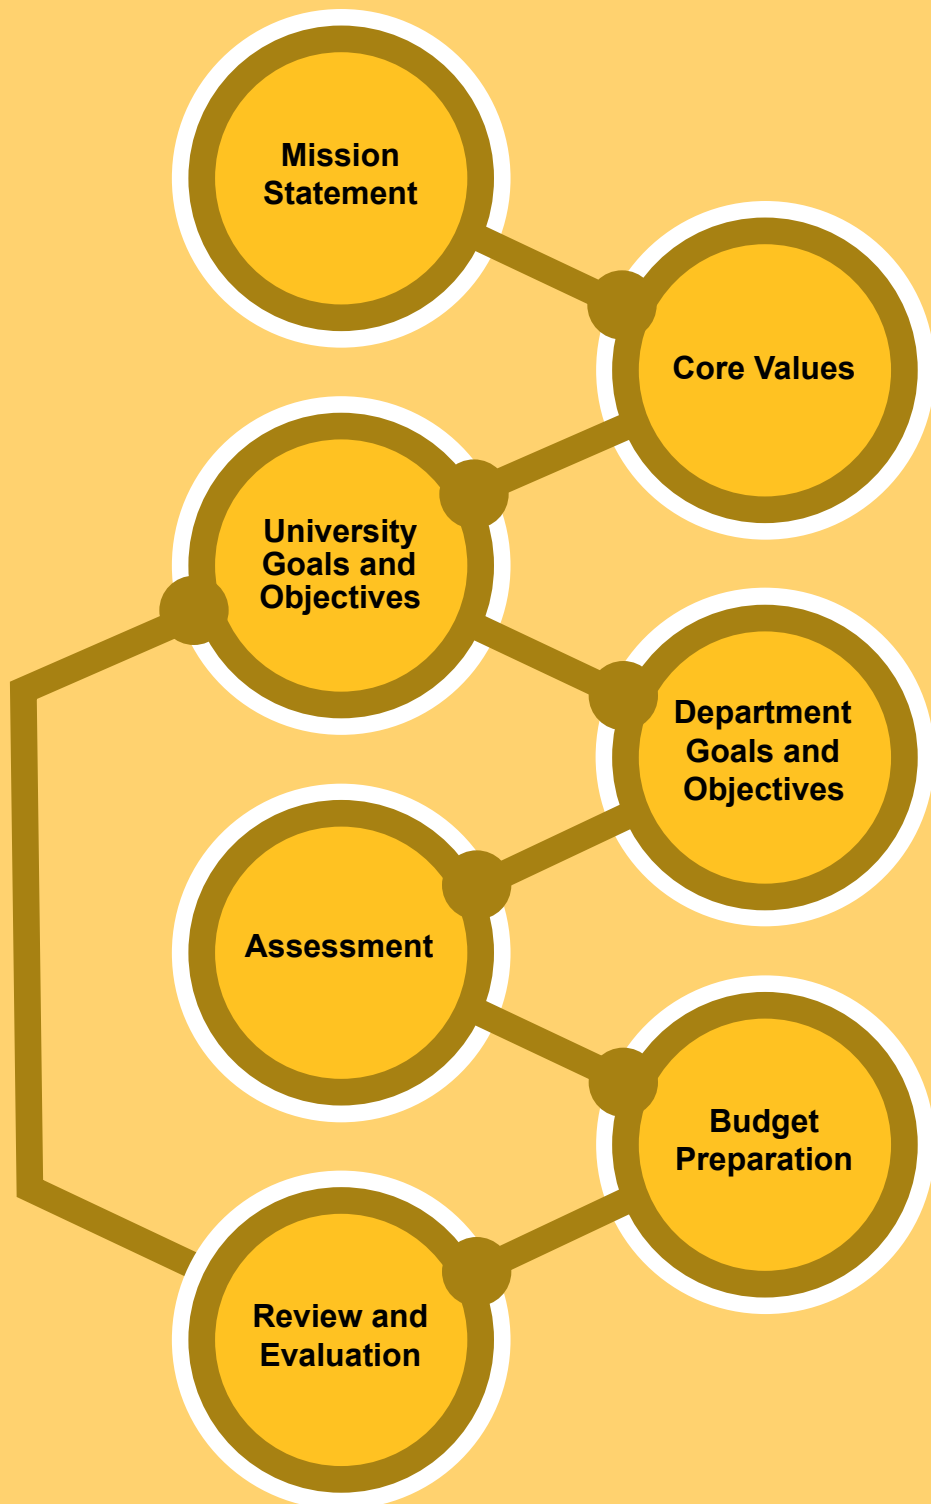 Mission
Statement
Core Values
University
Goals and
Objectives
Department
Goals and
Objectives
Assessment
Budget
Preparation
Review and
Evaluation